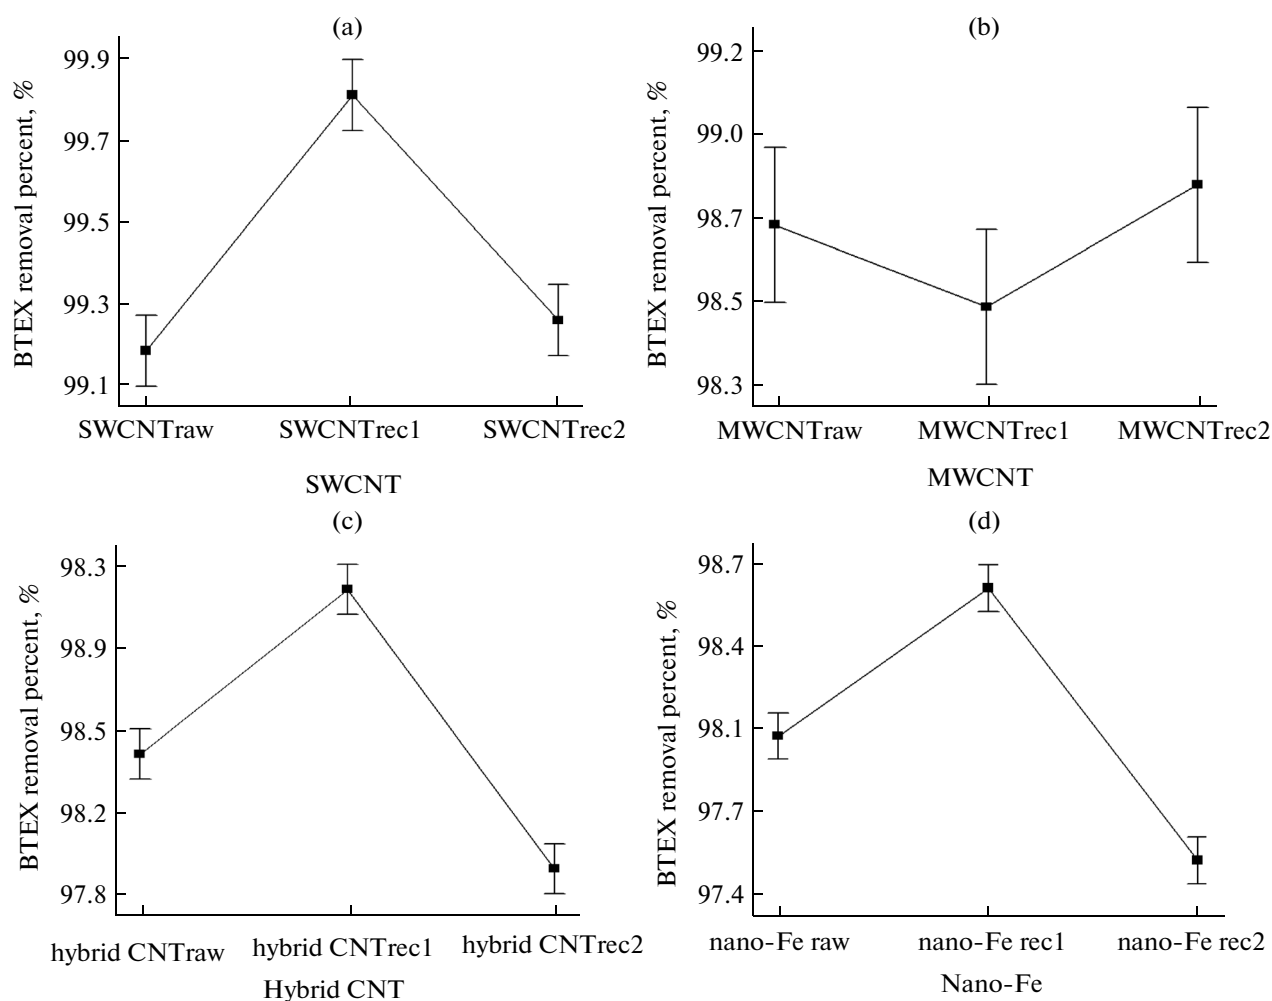 (a)
BTEX removal percent, %
99.9
99.7
99.5
99.3
99.1
SWCNTraw SWCNTrec1 SWCNTrec2
SWCNT
(b)
BTEX removal percent, %
99.2
99.0
98.7
98.5
98.3
MWCNTraw MWCNTrec1 MWCNTrec2
MWCNT
(c)
BTEX removal percent, %
98.3
98.9
98.5
98.2
97.8
hybrid CNTraw hybrid CNTrec1 hybrid CNTrec2
Hybrid CNT
(d)
BTEX removal percent, %
98.7
98.4
98.1
97.7
97.4
nano-Fe raw nano-Fe rec1 nano-Fe rec2
Nano-Fe